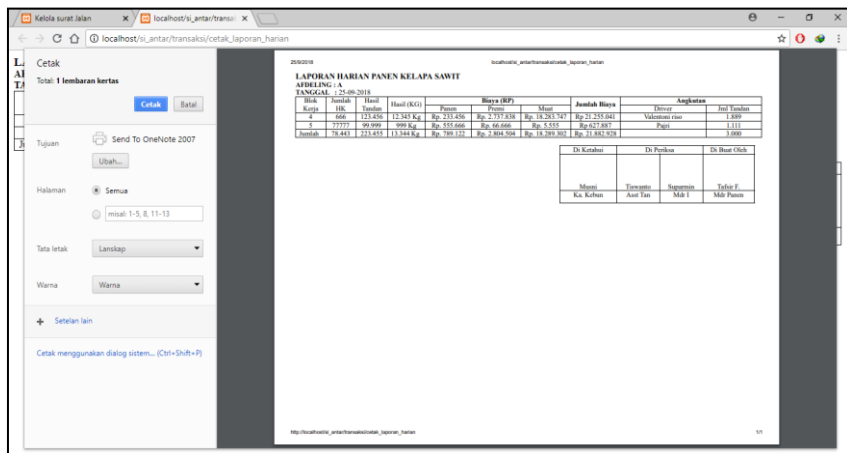 Kelola surat Jalan
localhost/si_antar/transak
localhost/si_antar/transaksi/cetak_laporan_harian
Cetak
Total: 1 lembaran kertas
Cetak Batal
Tujuan Send To OneNote 2007
Ubah...
Halaman Semua
misal: 1-5, 8, 11-13
Tata letak Lanskap
Warna Warna
+ Setelan lain
Cetak menggunakan dialog sistem... (Ctrl+Shift+P)
25/9/2018 localhost/si_antar/transaksi/cetak_laporan_harian
LAPORAN HARIAN PANEN KELAPA SAWIT
AFDELING : A
TANGGAL : 25-09-2018
Blok Kerja Jumlah HK Hasil Tandan Hasil (KG) Biaya (RP) Jumlah Biaya Angkutan
Panen Premi Muat Driver Jml Tandan
4 666 123.456 12.345 Kg Rp. 233.456 Rp. 2.737.838 Rp. 18.283.747 Rp 21.255.041 Valentoni riso 1.889
5 77777 99.999 999 Kg Rp. 555.666 Rp. 66.666 Rp. 5.555 Rp 627.887 Pajri 1.111
Jumlah 78.443 223.455 13.344 Kg Rp. 789.122 Rp. 2.804.504 Rp. 18.289.302 Rp. 21.882.928 3.000
Di Ketahui Di Periksa Di Buat Oleh
Musni Tiswanto Suparmin Tafsir F.
Ka. Kebun Asst Tan Mdr I Mdr Panen
http://localhost/si_antar/transaksi/cetak_laporan_harian 1/1